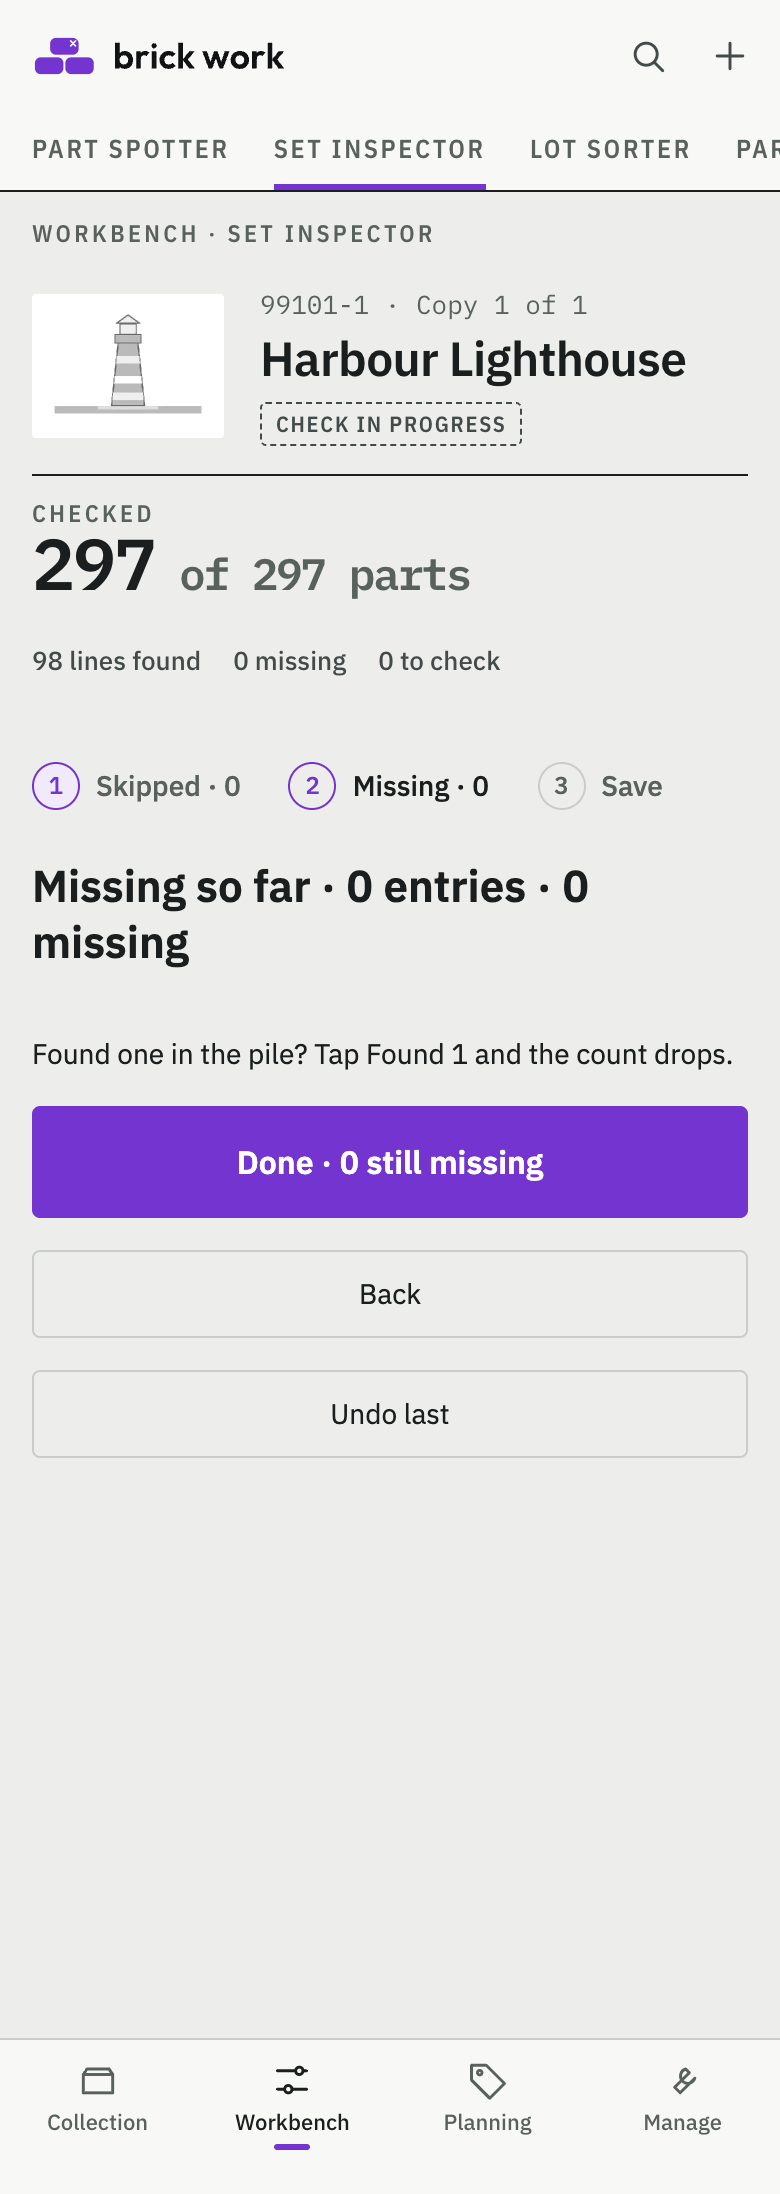 brick work
PART SPOTTER SET INSPECTOR LOT SORTER PAR
WORKBENCH · SET INSPECTOR
99101-1 · Copy 1 of 1
Harbour Lighthouse
CHECK IN PROGRESS
CHECKED
297 of 297 parts
98 lines found 0 missing 0 to check
1 Skipped · 0 2 Missing · 0 3 Save
Missing so far · 0 entries · 0
missing
Found one in the pile? Tap Found 1 and the count drops.
Done · 0 still missing
Back
Undo last
Collection Workbench Planning Manage